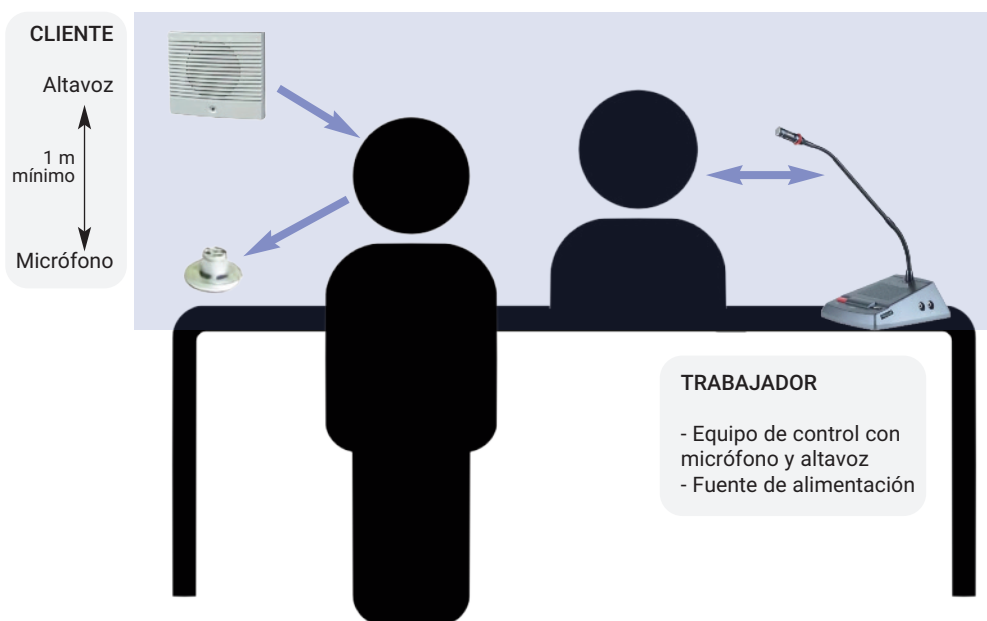 CLIENTE
Altavoz
1 m
mínimo
Micrófono
TRABAJADOR
- Equipo de control con
micrófono y altavoz
- Fuente de alimentación